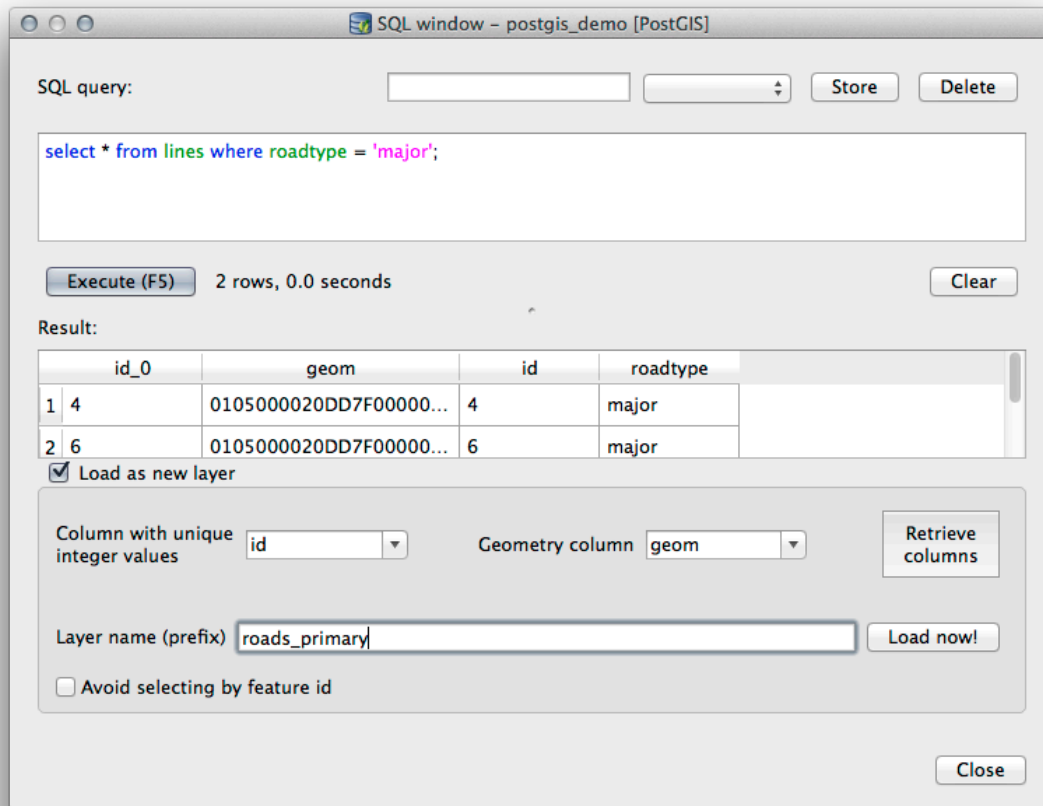 SQL window – postgis_demo [PostGIS]
SQL query:
Store
Delete
select * from lines where roadtype = 'major';
Execute (F5)
2 rows, 0.0 seconds
Clear
Result:
id_0 geom id roadtype
1 4 0105000020DD7F00000... 4 major
2 6 0105000020DD7F00000... 6 major
Load as new layer
Column with unique
integer values
id
Geometry column
geom
Retrieve
columns
Layer name (prefix)
roads_primary
Load now!
Avoid selecting by feature id
Close